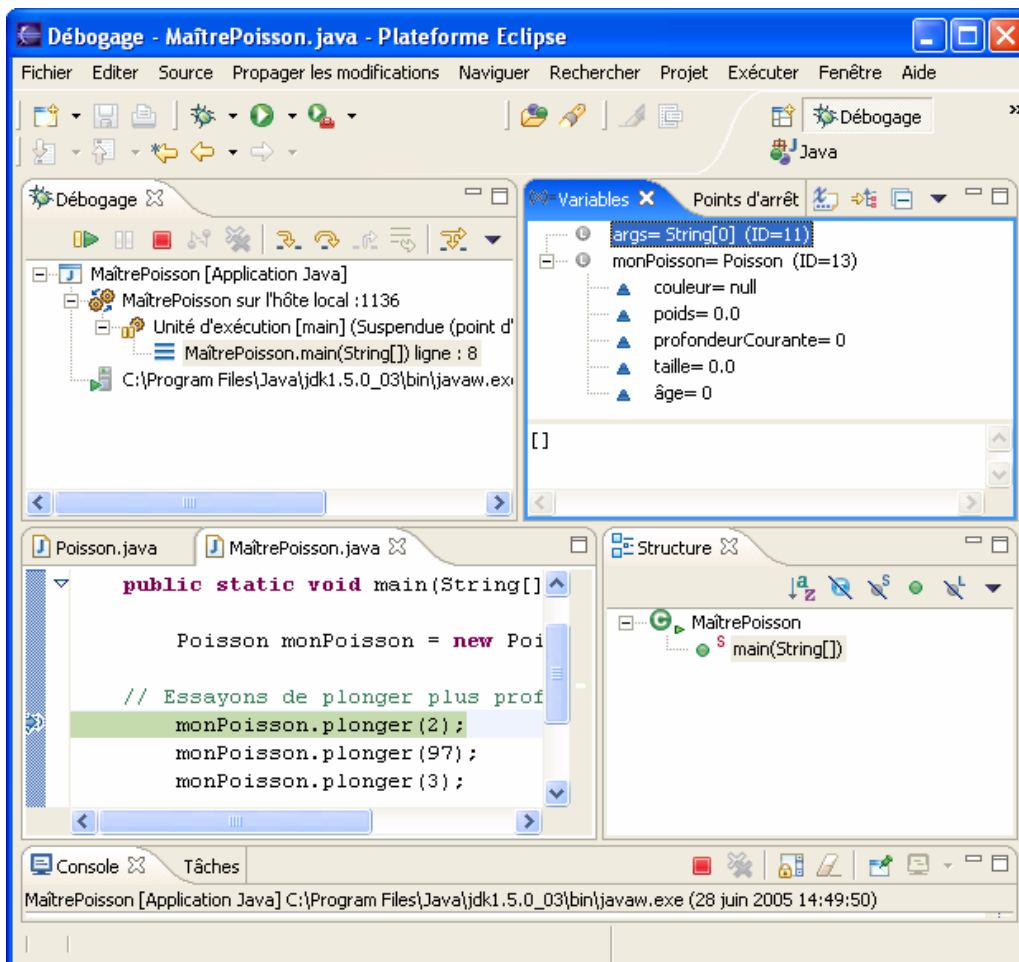 Débogage - MaîtrePoisson.java - Plateforme Eclipse
Fichier Editer Source Propager les modifications Naviguer Rechercher Projet Exécuter Fenêtre Aide
Débogage
Java
Débogage
MaîtrePoisson [Application Java]
MaîtrePoisson sur l'hôte local :1136
Unité d'exécution [main] (Suspendue (point d'
MaîtrePoisson.main(String[]) ligne : 8
C:\Program Files\Java\jdk1.5.0_03\bin\javaw.exe
(x)= Variables Points d'arrêt
args= String[0] (ID=11)
monPoisson= Poisson (ID=13)
couleur= null
poids= 0.0
profondeurCourante= 0
taille= 0.0
âge= 0
[]
Poisson.java MaîtrePoisson.java
public static void main(String[]
Poisson monPoisson = new Poi
// Essayons de plonger plus prof
monPoisson.plonger(2);
monPoisson.plonger(97);
monPoisson.plonger(3);
Structure
MaîtrePoisson
main(String[])
Console Tâches
MaîtrePoisson [Application Java] C:\Program Files\Java\jdk1.5.0_03\bin\javaw.exe (28 juin 2005 14:49:50)